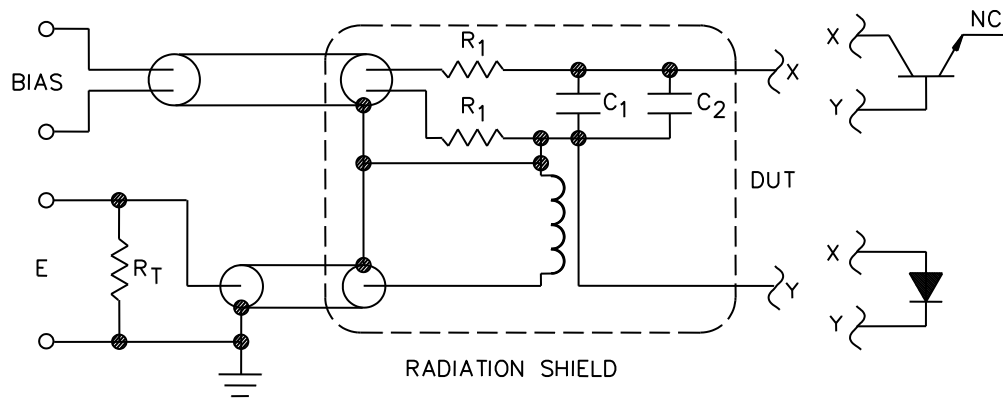 R1
X
X
NC
BIAS
R1
C1
C2
Y
DUT
E
RT
Y
X
Y
RADIATION SHIELD